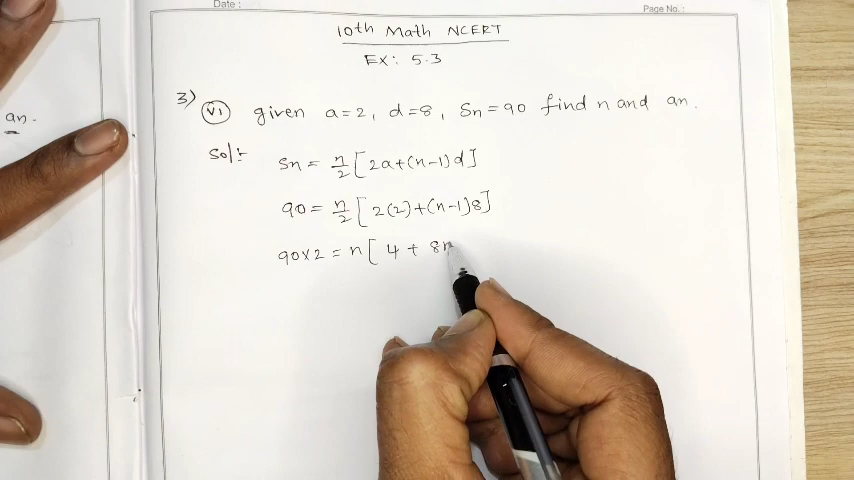 Date :
Page No. :
10th Math NCERT
EX: 5.3
an.
3) (vi) given a=2, d=8, Sn=90 find n and an.
Sol:- Sn = n/2 [2a+(n-1)d]
90 = n/2 [2(2)+(n-1)8]
90×2 = n[4 + 8n